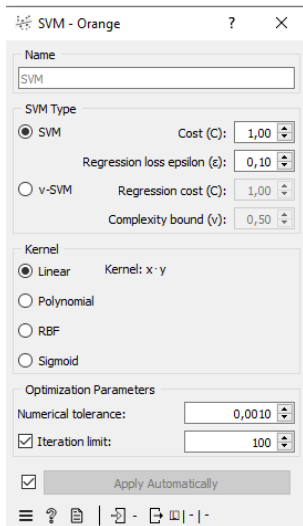 SVM - Orange ? ×
Name
SVM
SVM Type
SVM Cost (C): 1,00
Regression loss epsilon (ε): 0,10
v-SVM Regression cost (C): 1,00
Complexity bound (v): 0,50
Kernel
Linear Kernel: x·y
Polynomial
RBF
Sigmoid
Optimization Parameters
Numerical tolerance: 0,0010
Iteration limit: 100
Apply Automatically
? - - | -